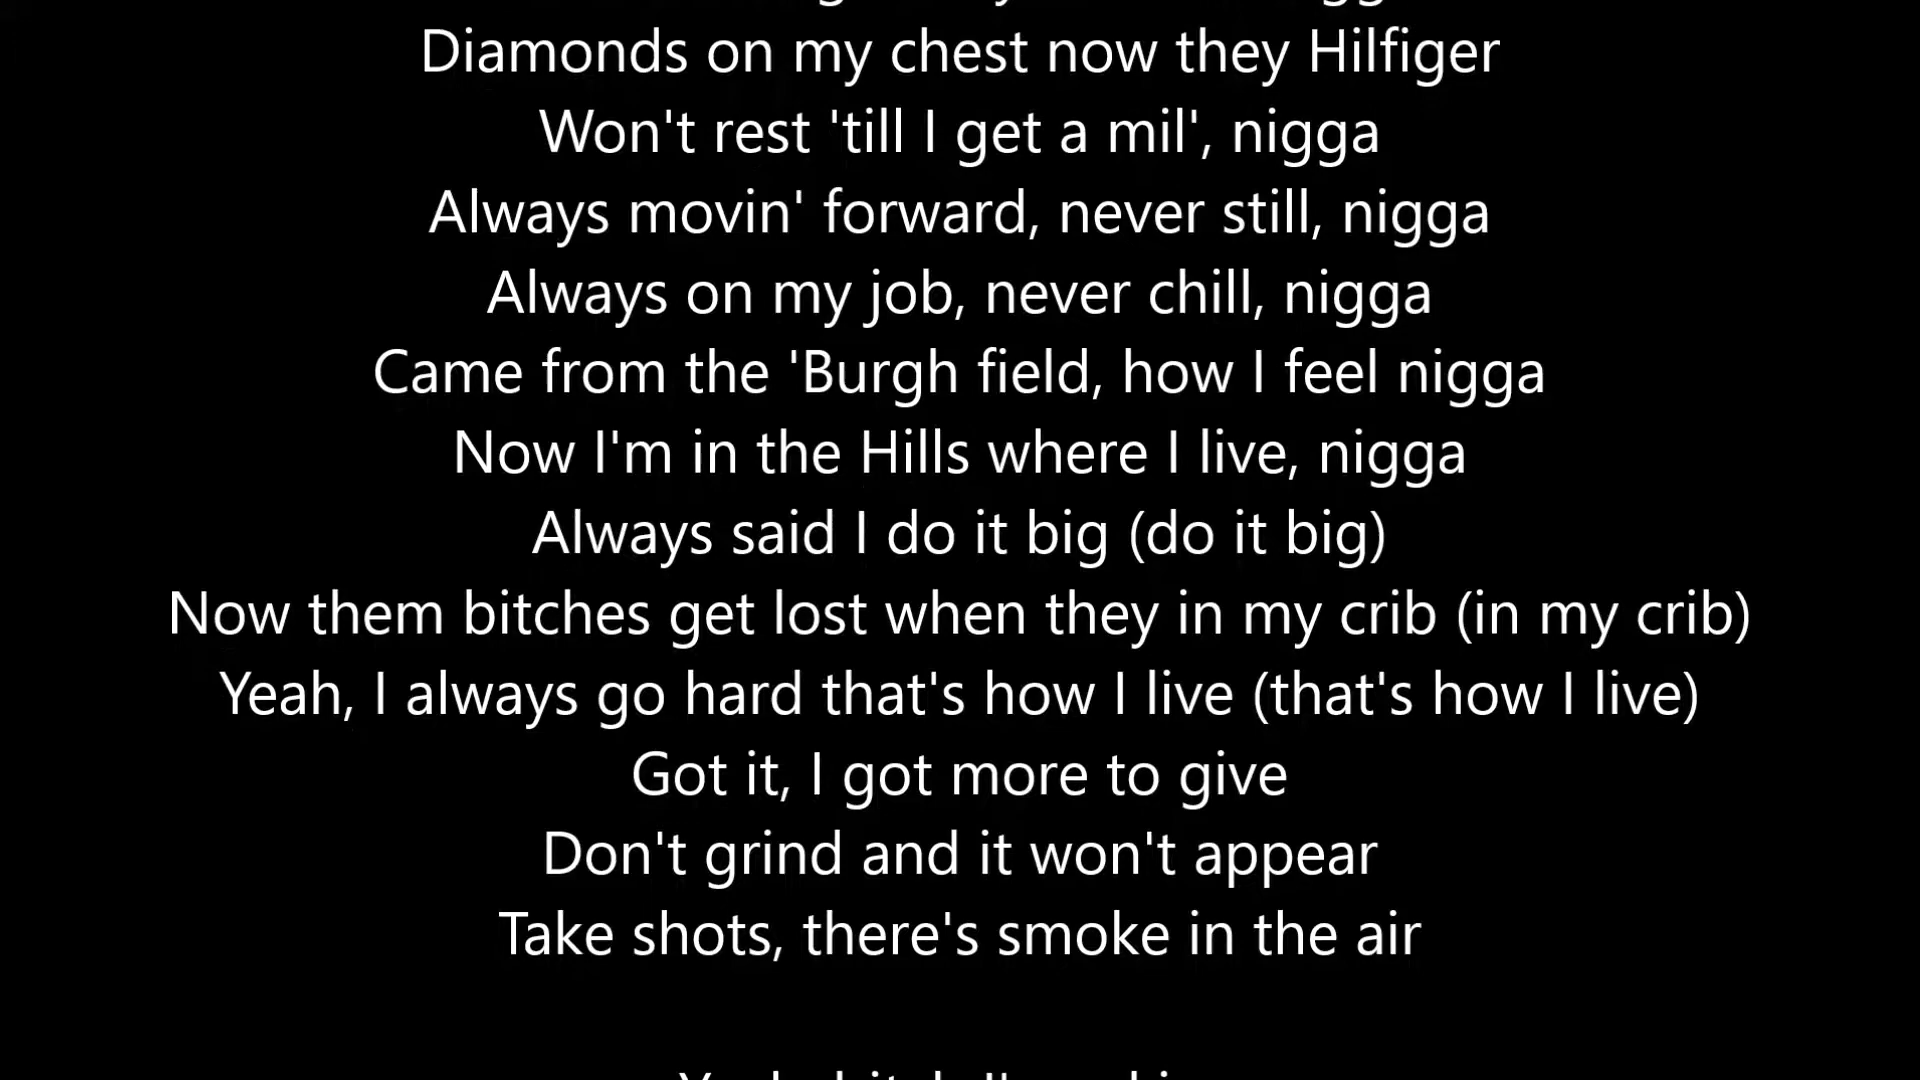 Diamonds on my chest now they Hilfiger
Won't rest 'till I get a mil', nigga
Always movin' forward, never still, nigga
Always on my job, never chill, nigga
Came from the 'Burgh field, how I feel nigga
Now I'm in the Hills where I live, nigga
Always said I do it big (do it big)
Now them bitches get lost when they in my crib (in my crib)
Yeah, I always go hard that's how I live (that's how I live)
Got it, I got more to give
Don't grind and it won't appear
Take shots, there's smoke in the air